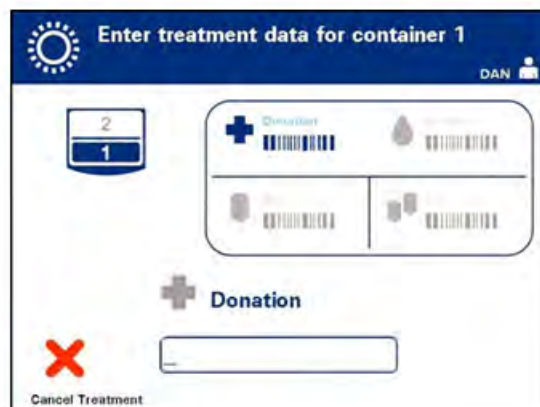 Enter treatment data for container 1
DAN
2
1
Donation
Donation
_
Cancel Treatment